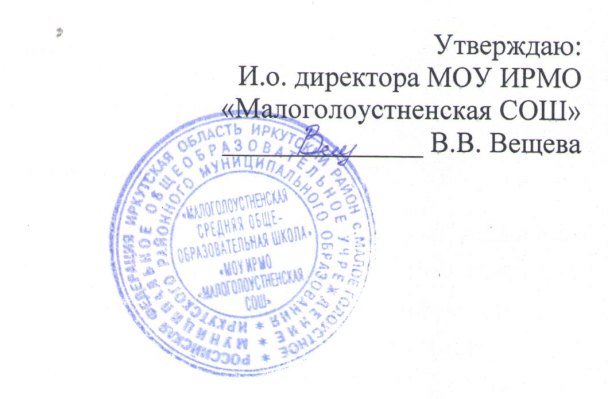 Утверждаю:
И.о. директора МОУ ИРМО
«Малоголоустненская СОШ»
В.В. Вещева
РОССИЙСКАЯ ФЕДЕРАЦИЯ ИРКУТСКАЯ ОБЛАСТЬ ИРКУТСКИЙ РАЙОН с. МАЛОЕ ГОЛОУСТНОЕ *
МУНИЦИПАЛЬНОЕ ОБЩЕОБРАЗОВАТЕЛЬНОЕ УЧРЕЖДЕНИЕ *
ИРКУТСКОГО РАЙОННОГО МУНИЦИПАЛЬНОГО ОБРАЗОВАНИЯ *
«МАЛОГОЛОУСТНЕНСКАЯ
СРЕДНЯЯ ОБЩЕ-
ОБРАЗОВАТЕЛЬНАЯ ШКОЛА»
«МОУ ИРМО
«МАЛОГОЛОУСТНЕНСКАЯ
СОШ»